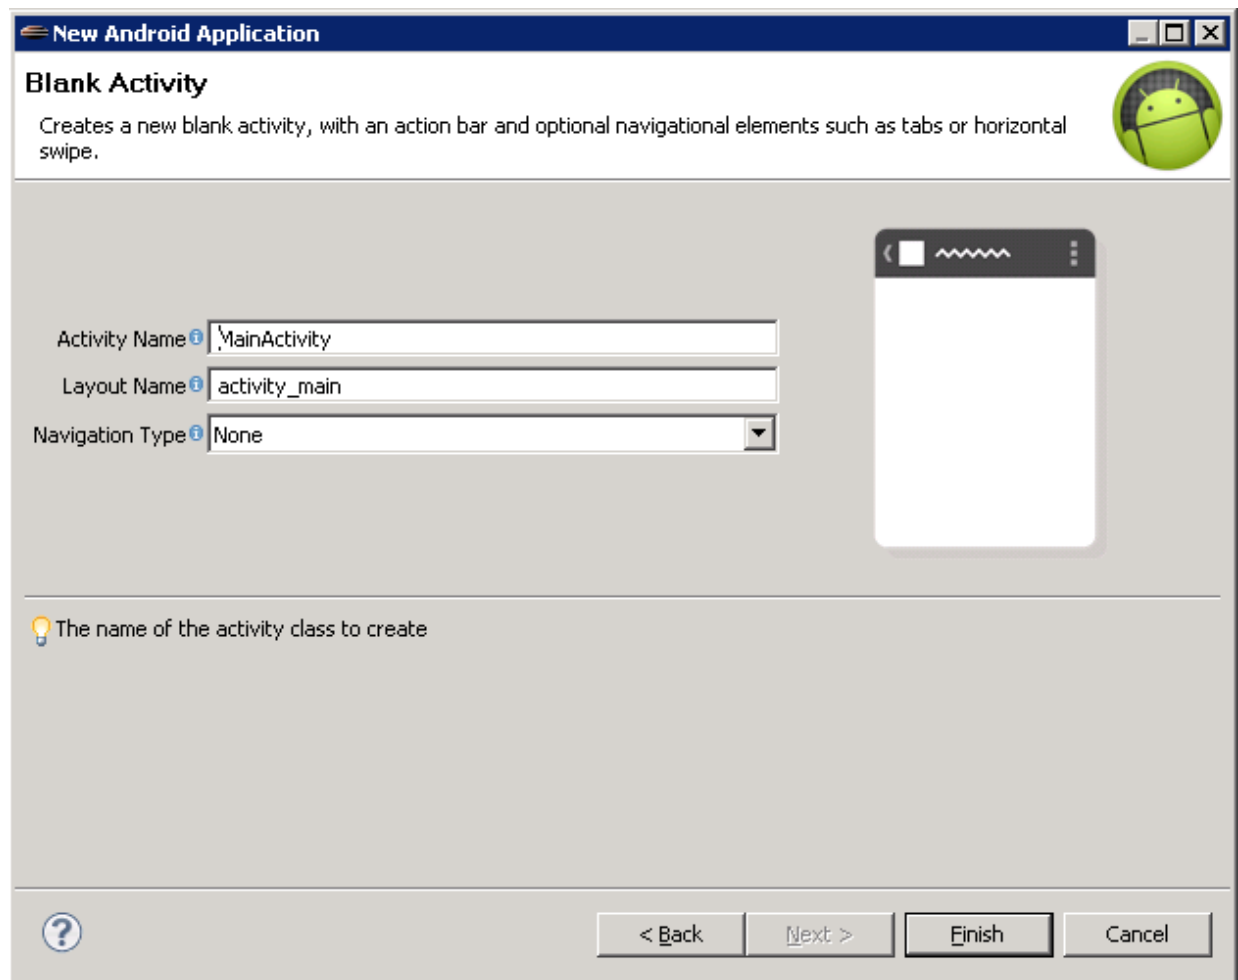 New Android Application
Blank Activity
Creates a new blank activity, with an action bar and optional navigational elements such as tabs or horizontal
swipe.
Activity Name MainActivity
Layout Name activity_main
Navigation Type None
The name of the activity class to create
< Back Next > Finish Cancel